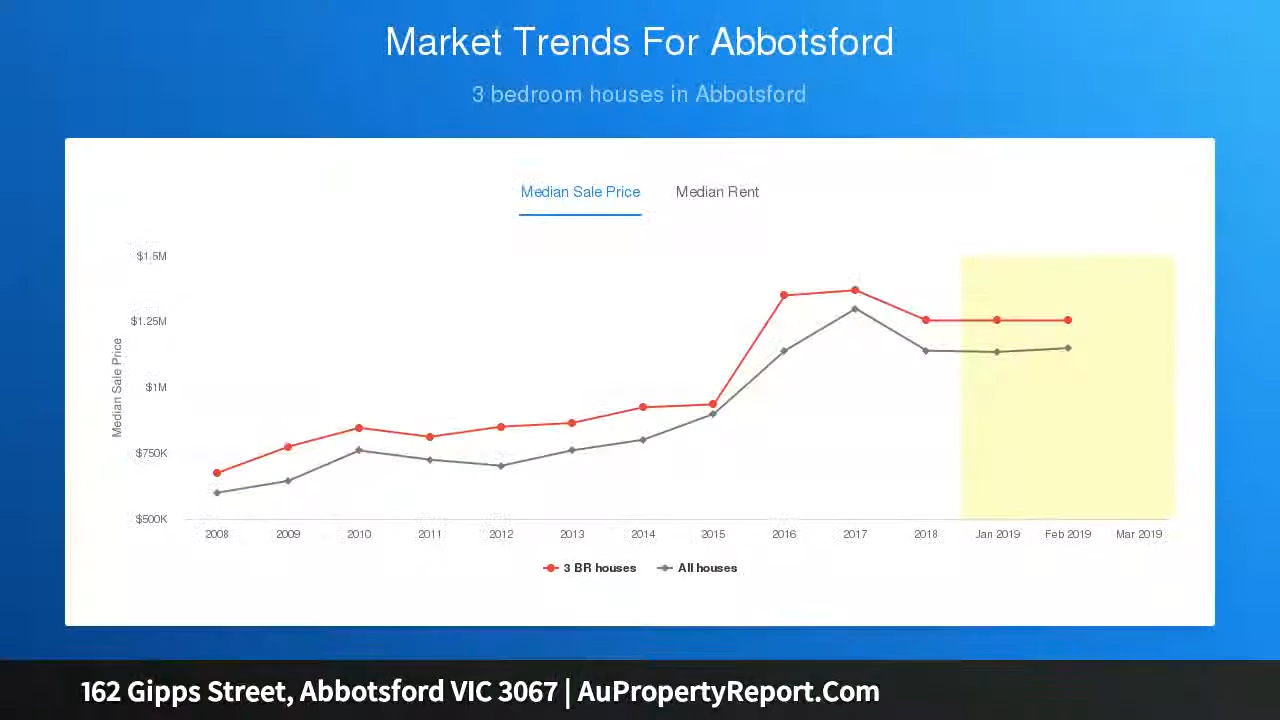 Market Trends For Abbotsford
3 bedroom houses in Abbotsford
Median Sale Price Median Rent
$1.5M
$1.25M
$1M
$750K
$500K
Median Sale Price
2008 2009 2010 2011 2012 2013 2014 2015 2016 2017 2018 Jan 2019 Feb 2019 Mar 2019
3 BR houses All houses
162 Gipps Street, Abbotsford VIC 3067 | AuPropertyReport.Com